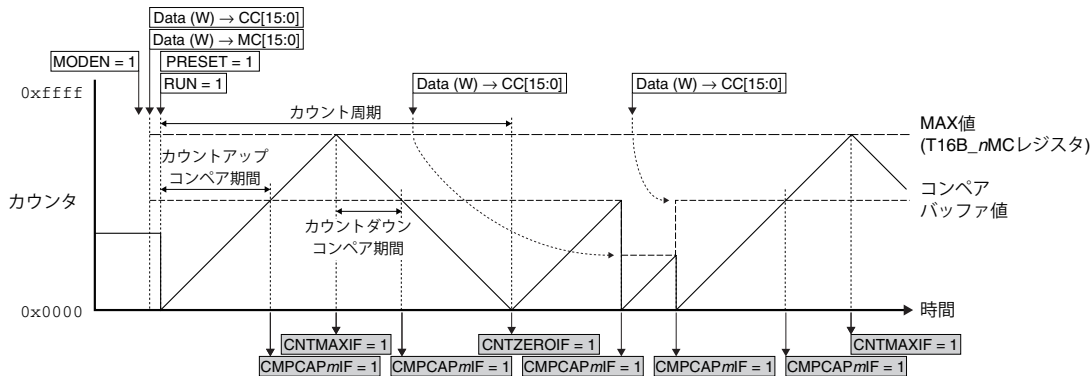 Data (W) → CC[15:0]
Data (W) → MC[15:0]
MODEN = 1
PRESET = 1
RUN = 1
Data (W) → CC[15:0]
Data (W) → CC[15:0]
0xffff
カウント周期
MAX値
(T16B_nMCレジスタ)
カウントアップ
コンペア期間
カウンタ
カウントダウン
コンペア期間
コンペア
バッファ値
0x0000
時間
CNTMAXIF = 1
CNTZEROIF = 1
CNTMAXIF = 1
CMPCAPmIF = 1
CMPCAPmIF = 1
CMPCAPmIF = 1
CMPCAPmIF = 1
CMPCAPmIF = 1